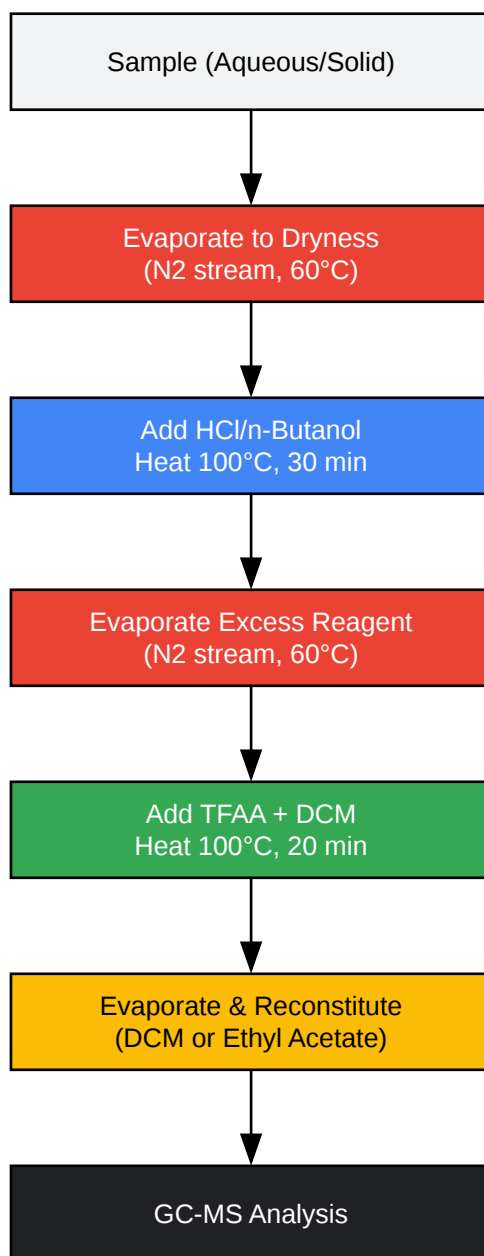 Sample (Aqueous/Solid)
Evaporate to Dryness
(N2 stream, 60°C)
Add HCl/n-Butanol
Heat 100°C, 30 min
Evaporate Excess Reagent
(N2 stream, 60°C)
Add TFAA + DCM
Heat 100°C, 20 min
Evaporate & Reconstitute
(DCM or Ethyl Acetate)
GC-MS Analysis